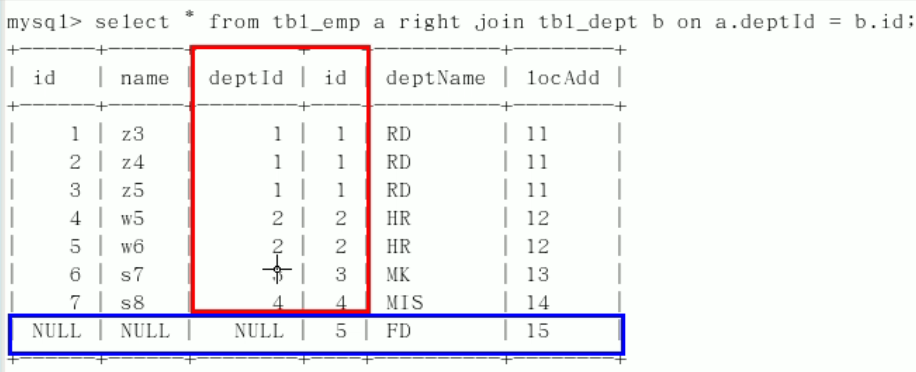 mysql> select * from tbl_emp a right join tbl_dept b on a.deptId = b.id;
| id | name | deptId | id | deptName | locAdd |
| 1 | z3 | 1 | 1 | RD | 11 |
| 2 | z4 | 1 | 1 | RD | 11 |
| 3 | z5 | 1 | 1 | RD | 11 |
| 4 | w5 | 2 | 2 | HR | 12 |
| 5 | w6 | 2 | 2 | HR | 12 |
| 6 | s7 | | 3 | MK | 13 |
| 7 | s8 | 4 | 4 | MIS | 14 |
| NULL | NULL | NULL | 5 | FD | 15 |